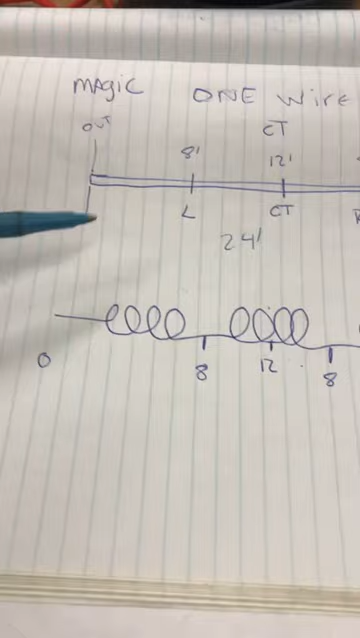 MAGIC ONE WIRE
OUT CT
8' 12'
L CT R
24'
0 8 12 8